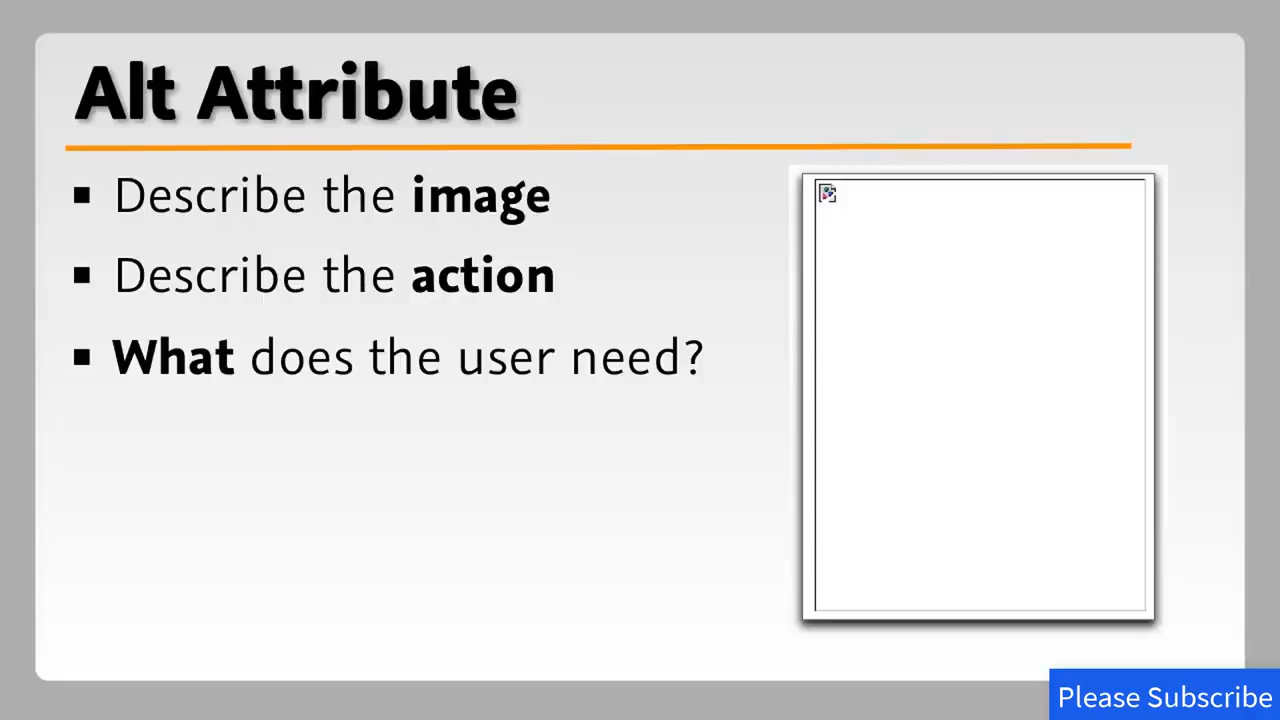 Alt Attribute
▪ Describe the image
▪ Describe the action
▪ What does the user need?
Please Subscribe